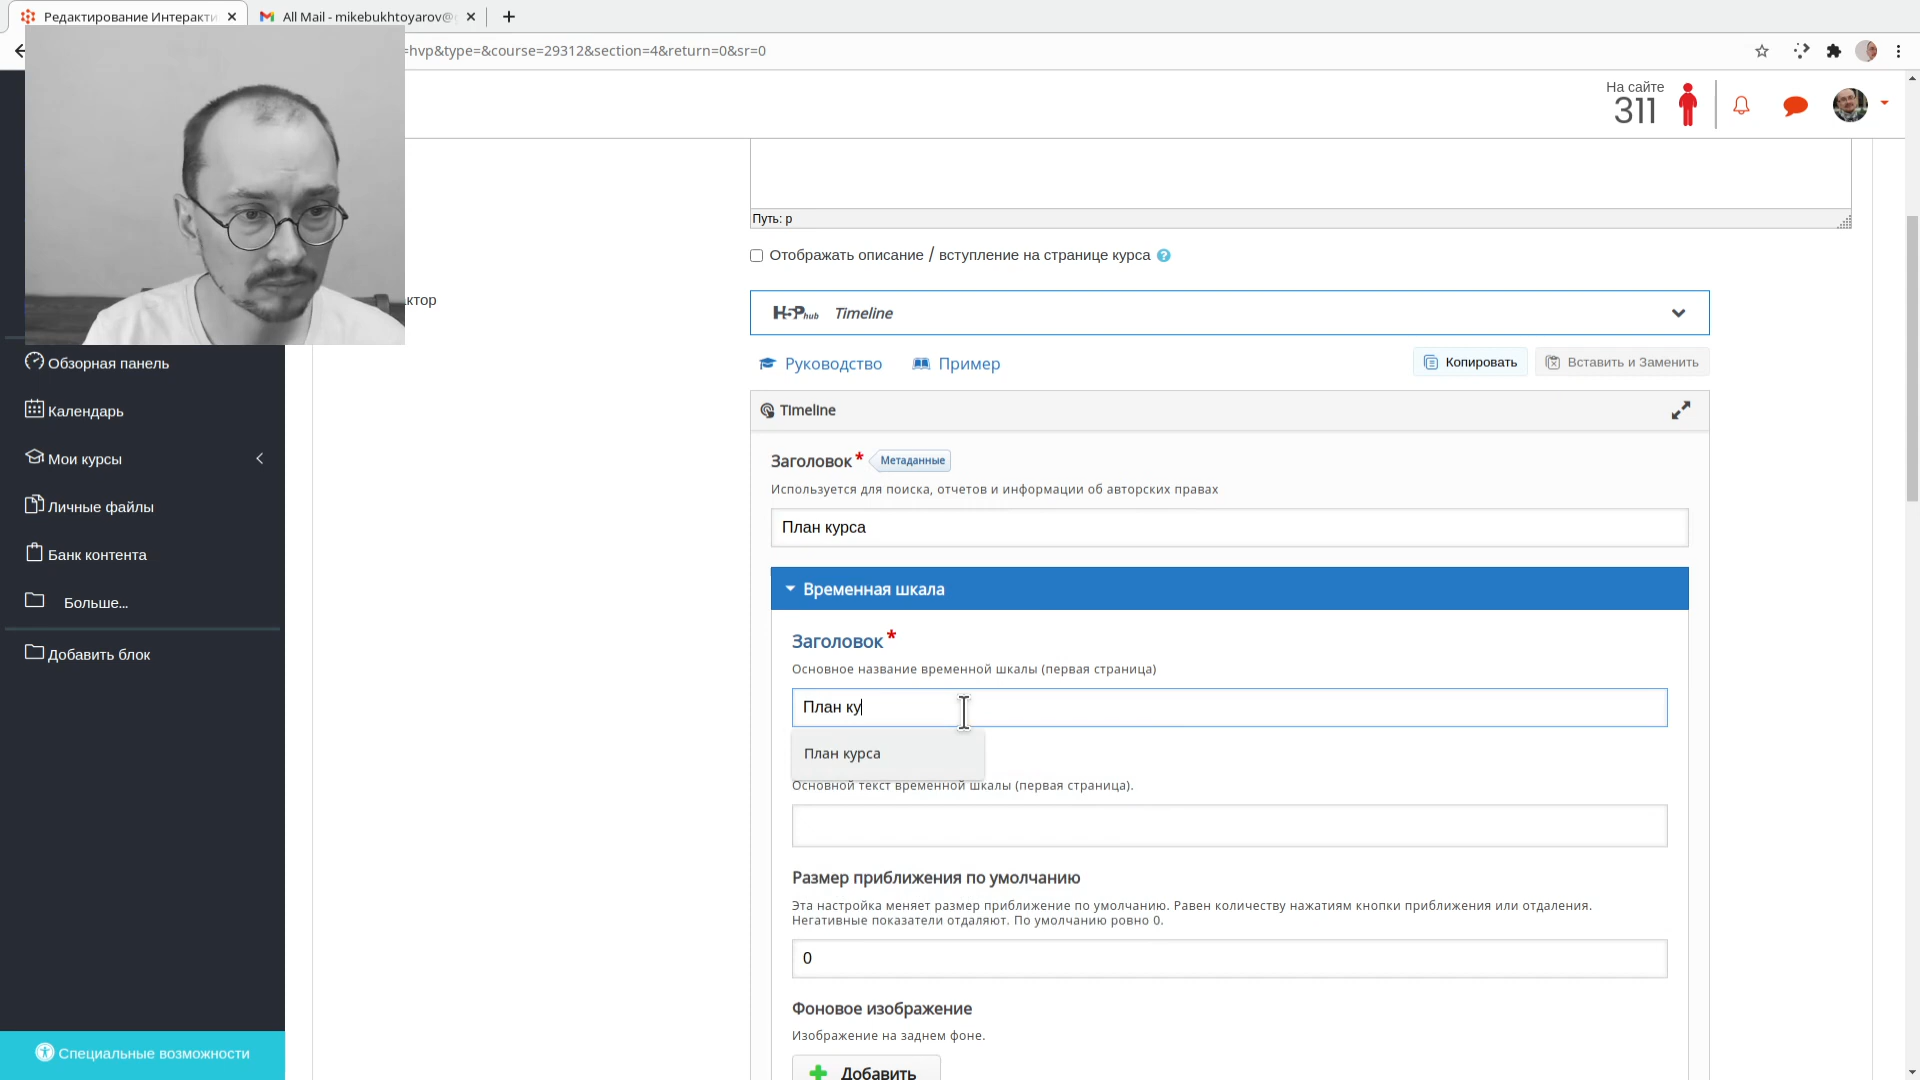 Редактирование Интеракти
All Mail - mikebukhtoyarov@
=hvp&type=&course=29312&section=4&return=0&sr=0
На сайте
311
Путь: p
Отображать описание / вступление на странице курса
ктор
H5P hub Timeline
Руководство
Пример
Копировать
Вставить и Заменить
Timeline
Заголовок *
Метаданные
Используется для поиска, отчетов и информации об авторских правах
План курса
Временная шкала
Заголовок *
Основное название временной шкалы (первая страница)
План ку
План курса
Основной текст временной шкалы (первая страница).
Размер приближения по умолчанию
Эта настройка меняет размер приближение по умолчанию. Равен количеству нажатиям кнопки приближения или отдаления.
Негативные показатели отдаляют. По умолчанию ровно 0.
0
Фоновое изображение
Изображение на заднем фоне.
Добавить
Обзорная панель
Календарь
Мои курсы
Личные файлы
Банк контента
Больше...
Добавить блок
Специальные возможности